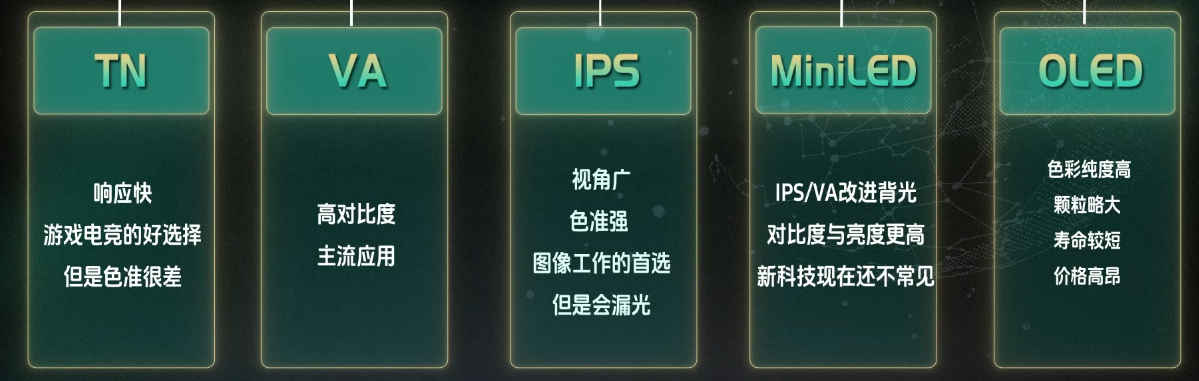 TN
响应快
游戏电竞的好选择
但是色准很差
VA
高对比度
主流应用
IPS
视角广
色准强
图像工作的首选
但是会漏光
MiniLED
IPS/VA改进背光
对比度与亮度更高
新科技现在还不常见
OLED
色彩纯度高
颗粒略大
寿命较短
价格高昂